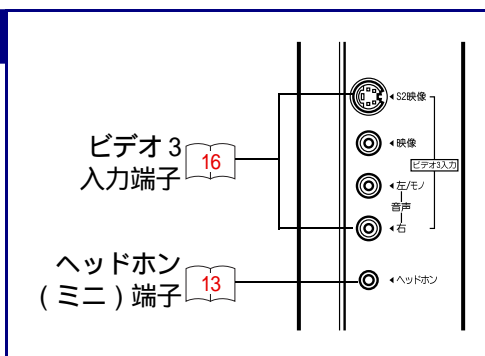 ビデオ3
入力端子
16
ヘッドホン
(ミニ)端子
13
S2映像
映像
ビデオ3入力
左/モノ
音声
右
ヘッドホン